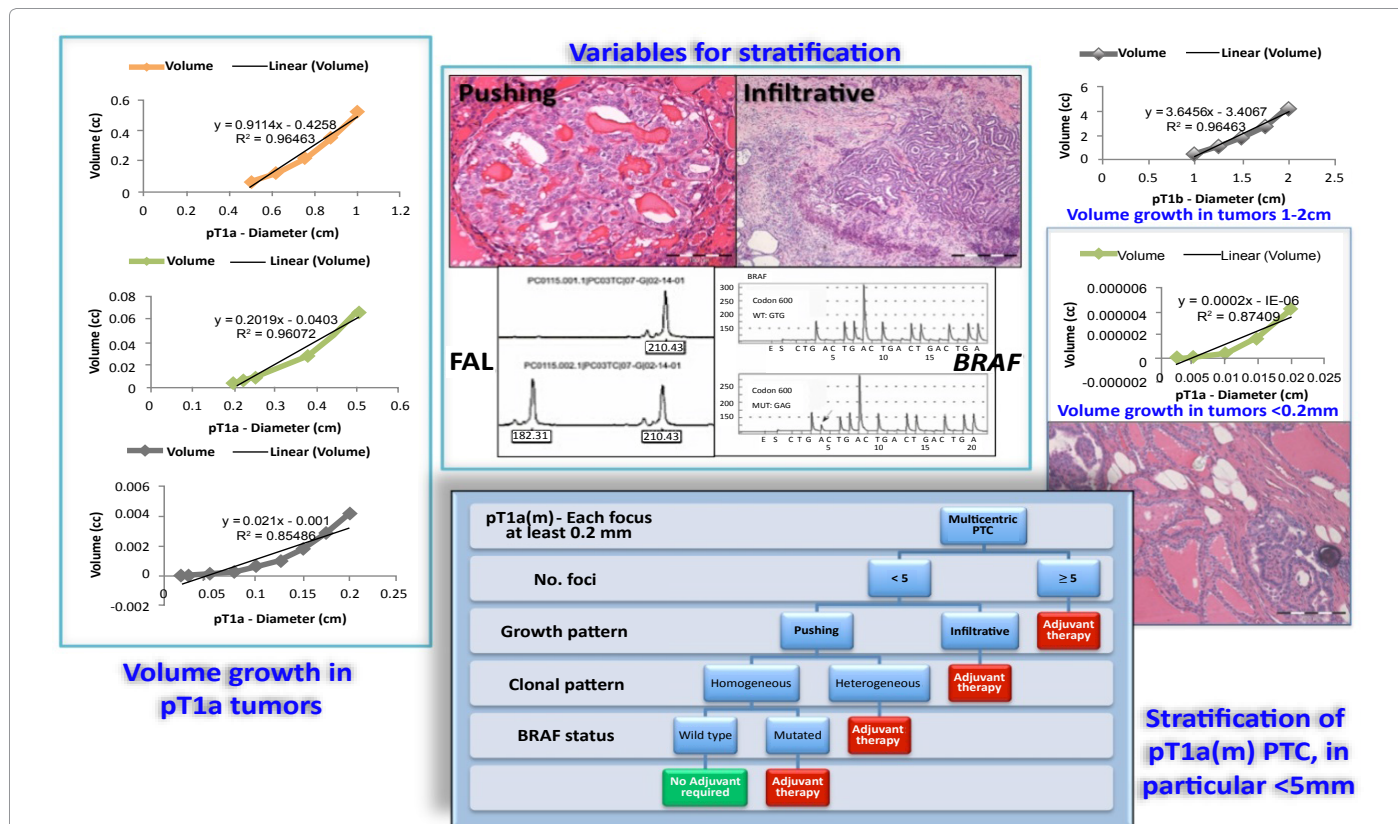 Variables for stratification
Volume Linear (Volume)
Volume (cc)
0.6
0.4
0.2
0
y = 0.9114x - 0.4258
R² = 0.96463
0 0.2 0.4 0.6 0.8 1 1.2
pT1a - Diameter (cm)
Volume Linear (Volume)
Volume (cc)
0.08
0.06
0.04
0.02
0
y = 0.2019x - 0.0403
R² = 0.96072
0 0.1 0.2 0.3 0.4 0.5 0.6
pT1a - Diameter (cm)
Volume Linear (Volume)
Volume (cc)
0.006
0.004
0.002
0
-0.002
y = 0.021x - 0.001
R² = 0.85486
0 0.05 0.1 0.15 0.2 0.25
pT1a - Diameter (cm)
Volume growth in
pT1a tumors
Pushing
Infiltrative
PC0115.001.1|PC03TC|07-G|02-14-01
210.43
FAL
PC0115.002.1|PC03TC|07-14-01
182.31 210.43
BRAF
250
200
150
Codon 600
WT: GTG
E S C T G A C T G A C T G A C T G A C T G A
5 10 15
BRAF
250
200
150
Codon 600
MUT: GAG
E S C T G A C T G A C T G A C T G A C T G A
5 10 15 20
Volume Linear (Volume)
Volume (cc)
6
4
2
0
y = 3.6456x - 3.4067
R² = 0.96463
0 0.5 1 1.5 2 2.5
pT1b - Diameter (cm)
Volume growth in tumors 1-2cm
Volume Linear (Volume)
Volume (cc)
0.000006
0.000004
0.000002
0
-0.000002
y = 0.0002x - IE-06
R² = 0.87409
0 0.005 0.01 0.015 0.02 0.025
pT1a - Diameter (cm)
Volume growth in tumors <0.2mm
pT1a(m) - Each focus
at least 0.2 mm
Multicentric
PTC
No. foci
< 5
≥ 5
Growth pattern
Pushing
Infiltrative
Adjuvant
therapy
Clonal pattern
Homogeneous
Heterogeneous
Adjuvant
therapy
BRAF status
Wild type
Mutated
Adjuvant
therapy
No Adjuvant
required
Adjuvant
therapy
Stratification of
pT1a(m) PTC, in
particular <5mm